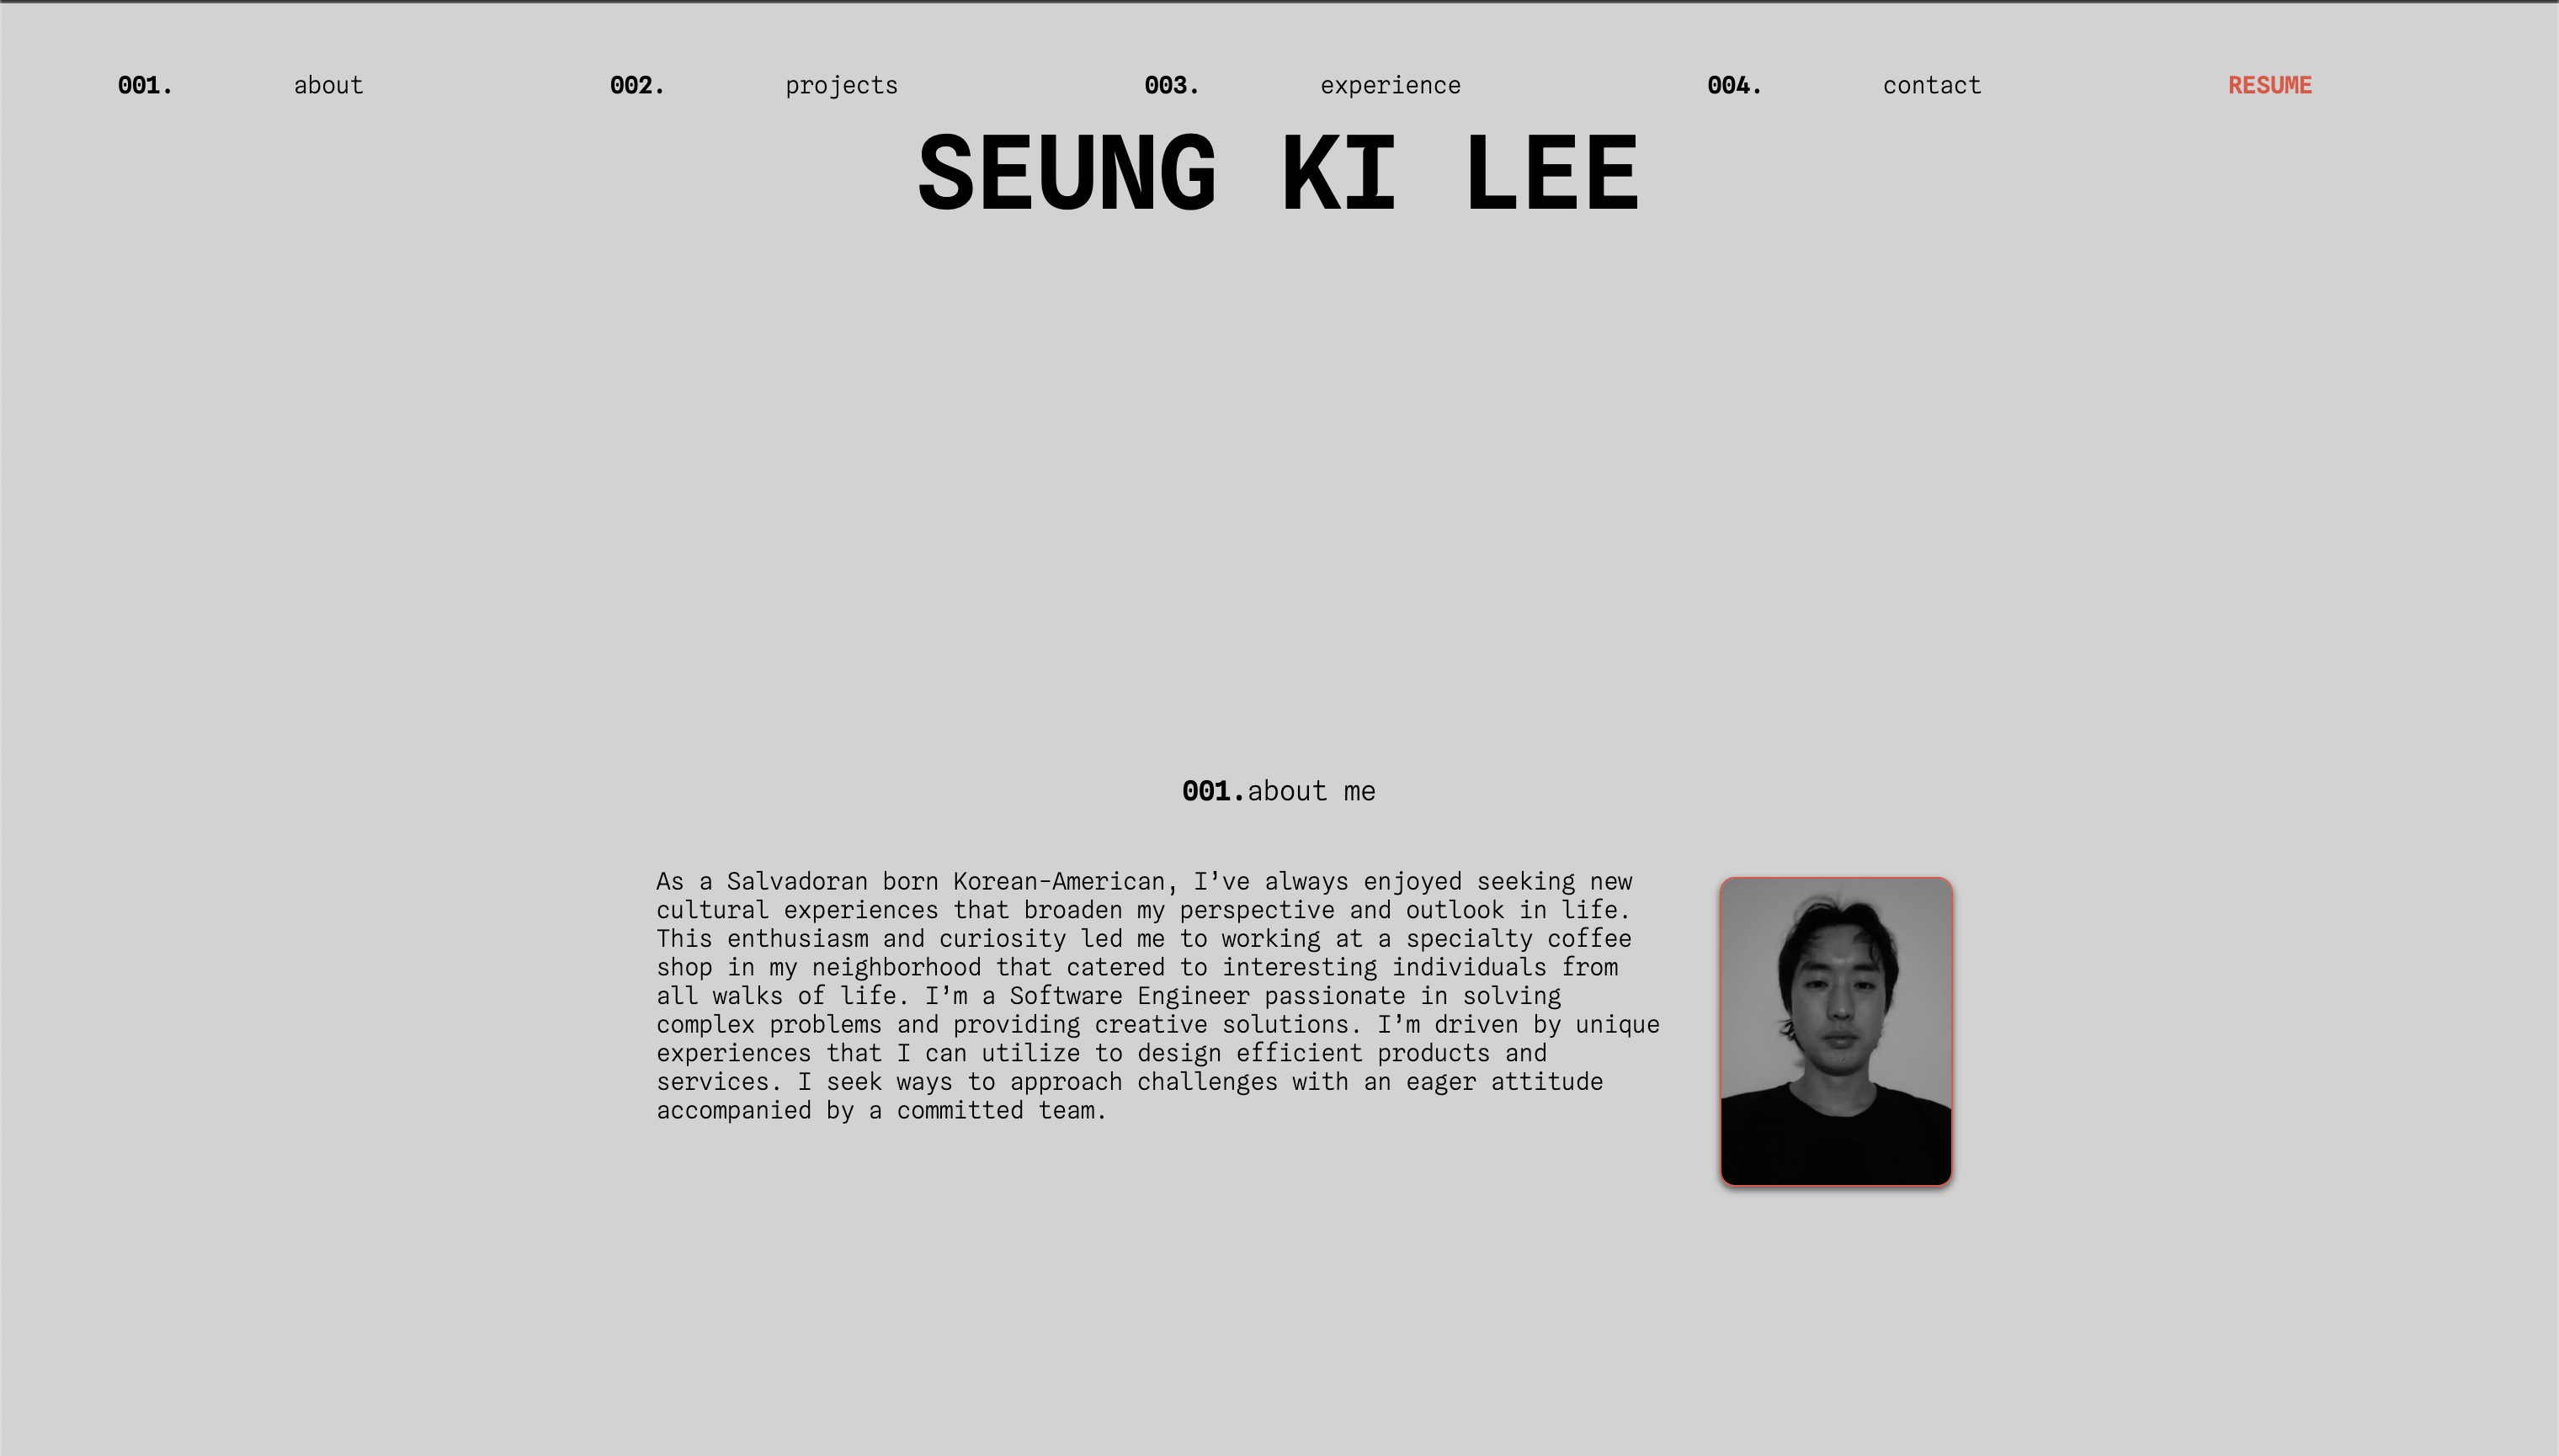 001. about 002. projects 003. experience 004. contact RESUME
SEUNG KI LEE
001.about me
As a Salvadoran born Korean-American, I’ve always enjoyed seeking new
cultural experiences that broaden my perspective and outlook in life.
This enthusiasm and curiosity led me to working at a specialty coffee
shop in my neighborhood that catered to interesting individuals from
all walks of life. I’m a Software Engineer passionate in solving
complex problems and providing creative solutions. I’m driven by unique
experiences that I can utilize to design efficient products and
services. I seek ways to approach challenges with an eager attitude
accompanied by a committed team.